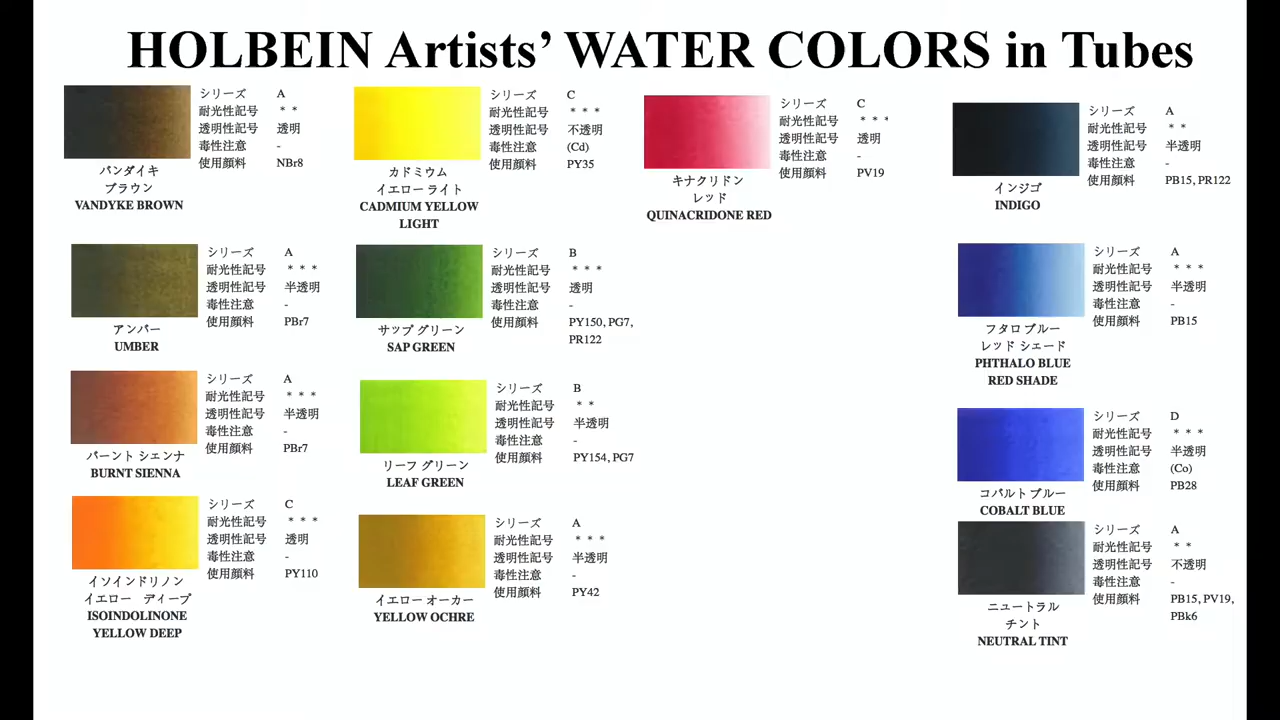 HOLBEIN Artists’ WATER COLORS in Tubes
シリーズ A
耐光性記号 * *
透明性記号 透明
毒性注意 -
使用顔料 NBr8
バンダイキ
ブラウン
VANDYKE BROWN
シリーズ C
耐光性記号 * * *
透明性記号 不透明
毒性注意 (Cd)
使用顔料 PY35
カドミウム
イエロー ライト
CADMIUM YELLOW
LIGHT
シリーズ C
耐光性記号 * * *
透明性記号 透明
毒性注意 -
使用顔料 PV19
キナクリドン
レッド
QUINACRIDONE RED
シリーズ A
耐光性記号 * *
透明性記号 半透明
毒性注意 -
使用顔料 PB15, PR122
インジゴ
INDIGO
シリーズ A
耐光性記号 * * *
透明性記号 半透明
毒性注意 -
使用顔料 PBr7
アンバー
UMBER
シリーズ B
耐光性記号 * * *
透明性記号 透明
毒性注意 -
使用顔料 PY150, PG7,
PR122
サップ グリーン
SAP GREEN
シリーズ A
耐光性記号 * * *
透明性記号 半透明
毒性注意 -
使用顔料 PB15
フタロ ブルー
レッド シェード
PHTHALO BLUE
RED SHADE
シリーズ A
耐光性記号 * * *
透明性記号 半透明
毒性注意 -
使用顔料 PBr7
バーント シェンナ
BURNT SIENNA
シリーズ B
耐光性記号 * *
透明性記号 半透明
毒性注意 -
使用顔料 PY154, PG7
リーフ グリーン
LEAF GREEN
シリーズ D
耐光性記号 * * *
透明性記号 半透明
毒性注意 (Co)
使用顔料 PB28
コバルト ブルー
COBALT BLUE
シリーズ C
耐光性記号 * * *
透明性記号 透明
毒性注意 -
使用顔料 PY110
イソインドリノン
イエロー ディープ
ISOINDOLINONE
YELLOW DEEP
シリーズ A
耐光性記号 * * *
透明性記号 半透明
毒性注意 -
使用顔料 PY42
イエロー オーカー
YELLOW OCHRE
シリーズ A
耐光性記号 * *
透明性記号 不透明
毒性注意 -
使用顔料 PB15, PV19,
PBk6
ニュートラル
チント
NEUTRAL TINT